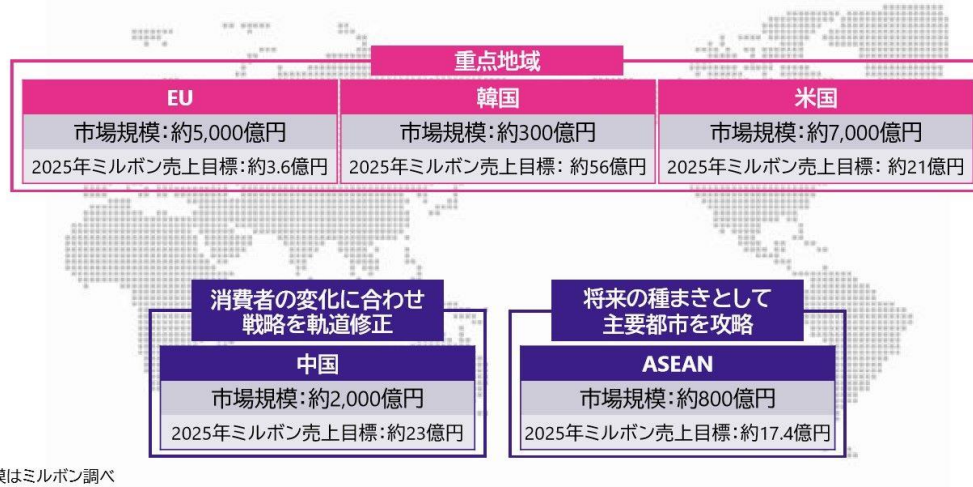 重点地域
EU
市場規模：約5,000億円
2025年ミルボン売上目標：約3.6億円
韓国
市場規模：約300億円
2025年ミルボン売上目標： 約56億円
米国
市場規模：約7,000億円
2025年ミルボン売上目標：約21億円
消費者の変化に合わせ
戦略を軌道修正
中国
市場規模：約2,000億円
2025年ミルボン売上目標：約23億円
将来の種まきとして
主要都市を攻略
ASEAN
市場規模：約800億円
2025年ミルボン売上目標：約17.4億円
模はミルボン調べ